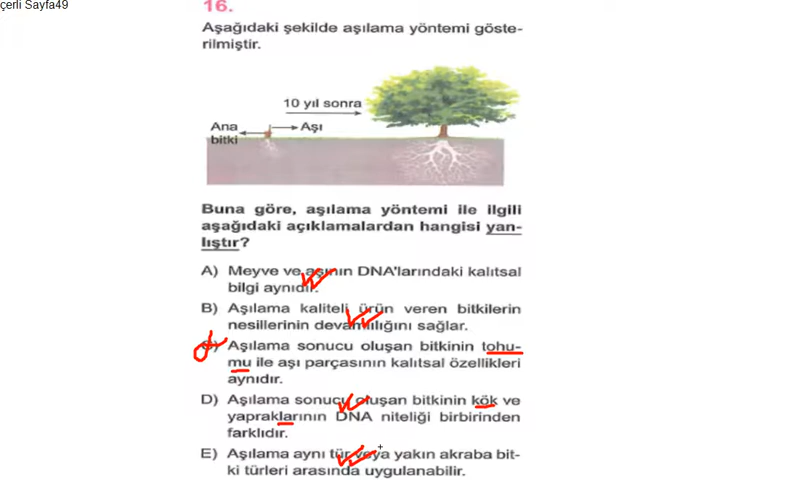 çerli Sayfa49
16.
Aşağıdaki şekilde aşılama yöntemi göste-
rilmiştir.
10 yıl sonra
Ana
bitki
Aşı
Buna göre, aşılama yöntemi ile ilgili
aşağıdaki açıklamalardan hangisi yan-
lıştır?
A) Meyve ve aşının DNA'larındaki kalıtsal
bilgi aynıdır.
B) Aşılama kaliteli ürün veren bitkilerin
nesillerinin devamlılığını sağlar.
C) Aşılama sonucu oluşan bitkinin tohu-
mu ile aşı parçasının kalıtsal özellikleri
aynıdır.
D) Aşılama sonucu oluşan bitkinin kök ve
yapraklarının DNA niteliği birbirinden
farklıdır.
E) Aşılama aynı tür veya yakın akraba bit-
ki türleri arasında uygulanabilir.